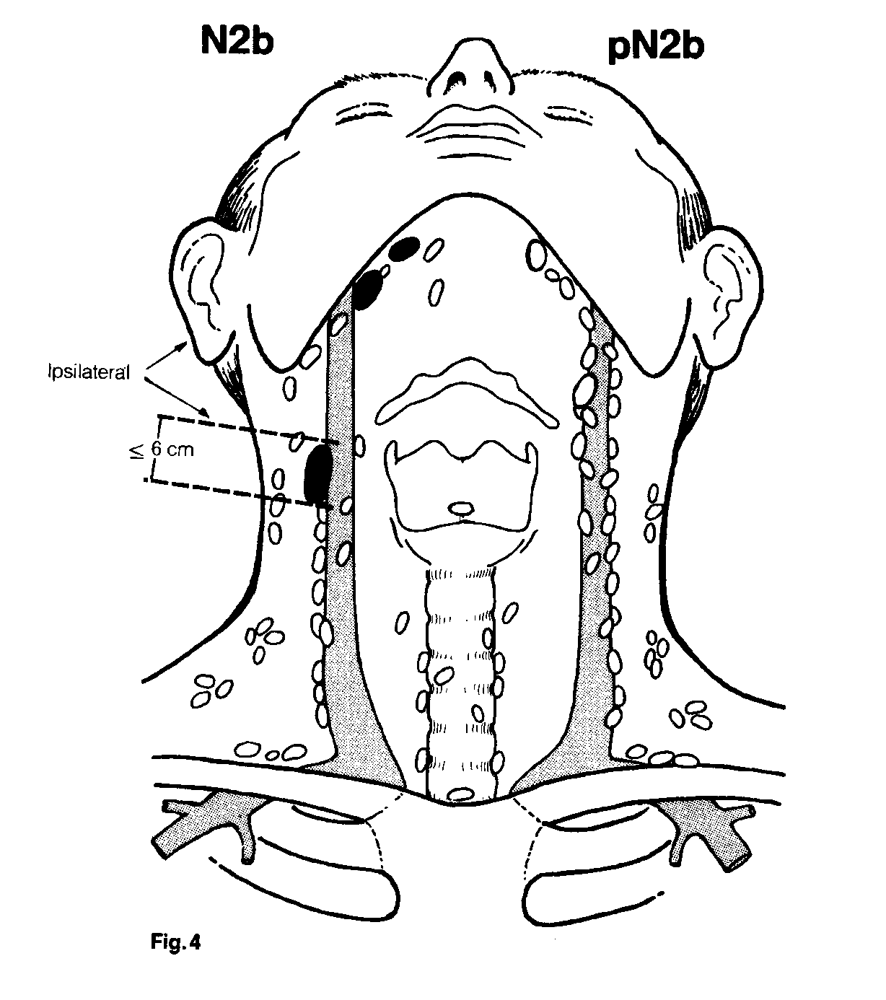 N2b
pN2b
Ipsilateral
≤ 6 cm
Fig. 4